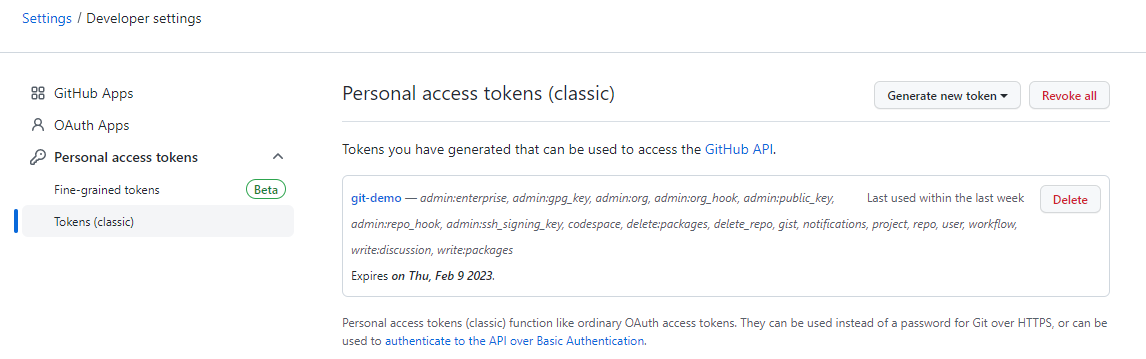 Settings / Developer settings
GitHub Apps
OAuth Apps
Personal access tokens
Fine-grained tokens Beta
Tokens (classic)
Personal access tokens (classic)
Generate new token
Revoke all
Tokens you have generated that can be used to access the GitHub API.
git-demo — admin:enterprise, admin:gpg_key, admin:org, admin:org_hook, admin:public_key,
admin:repo_hook, admin:ssh_signing_key, codespace, delete:packages, delete_repo, gist, notifications, project, repo, user, workflow,
write:discussion, write:packages
Last used within the last week
Delete
Expires on Thu, Feb 9 2023.
Personal access tokens (classic) function like ordinary OAuth access tokens. They can be used instead of a password for Git over HTTPS, or can be
used to authenticate to the API over Basic Authentication.